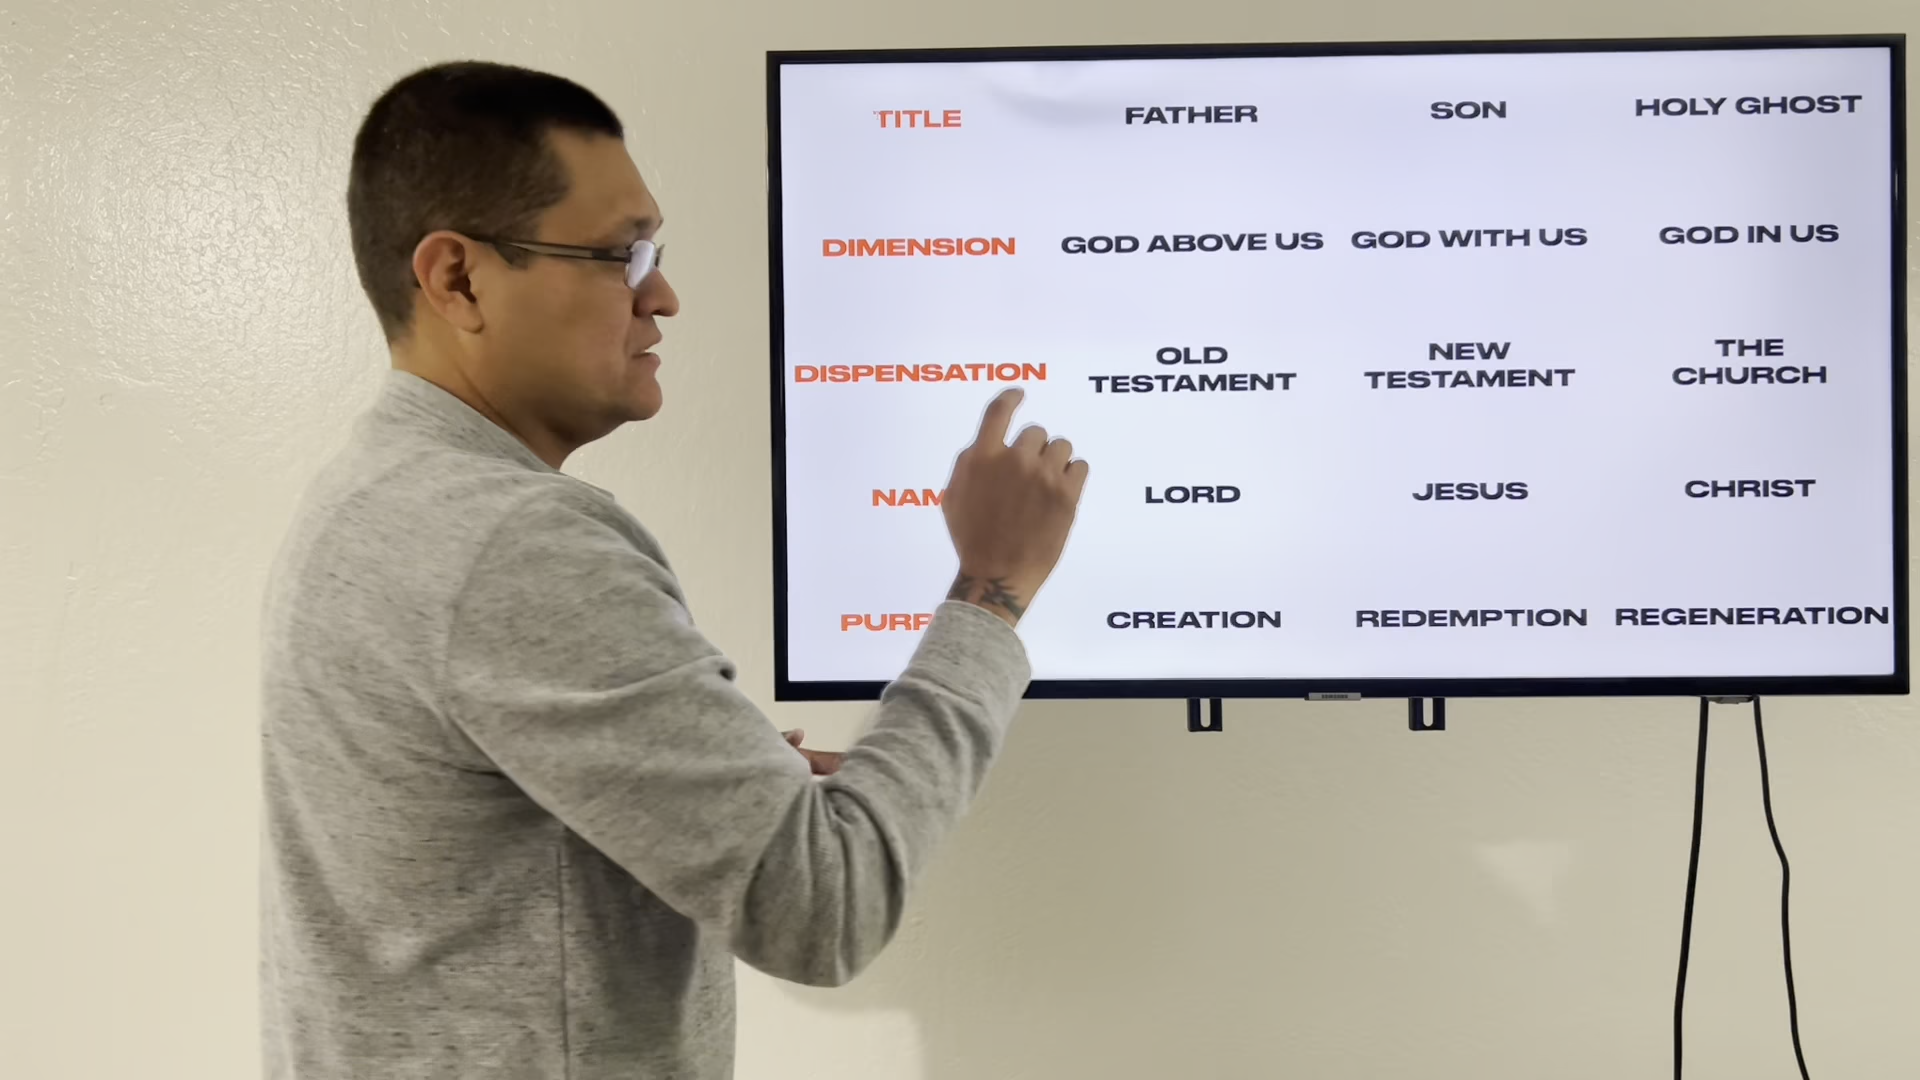 TITLE FATHER SON HOLY GHOST
DIMENSION GOD ABOVE US GOD WITH US GOD IN US
DISPENSATION OLD TESTAMENT NEW TESTAMENT THE CHURCH
LORD JESUS CHRIST
CREATION REDEMPTION REGENERATION
SAMSUNG